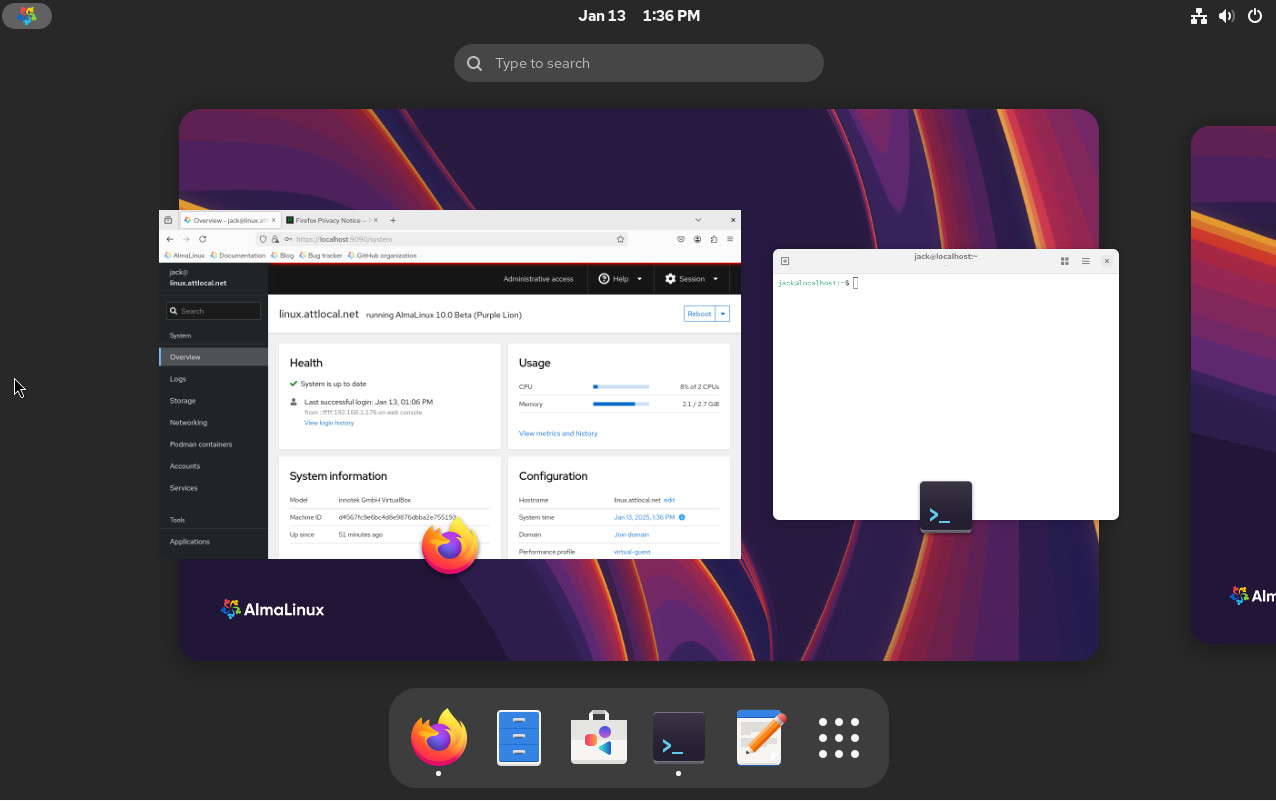 Jan 13 1:36 PM
Type to search
Overview - jack@linux.att
Firefox Privacy Notice —
https://localhost:9090/system
AlmaLinux Documentation Blog Bug tracker GitHub organization
jack@
linux.attlocal.net
Administrative access
Help
Session
Search
System
Overview
Logs
Storage
Networking
Podman containers
Accounts
Services
Tools
Applications
linux.attlocal.net running AlmaLinux 10.0 Beta (Purple Lion)
Reboot
Health
System is up to date
Last successful login: Jan 13, 01:06 PM
from ::ffff:192.168.1.176 on web console
View login history
Usage
CPU 8% of 2 CPUs
Memory 2.1 / 2.7 GiB
View metrics and history
System information
Model innotek GmbH VirtualBox
Machine ID
Up since 51 minutes ago
Configuration
Hostname linux.attlocal.net edit
System time Jan 13, 2025, 1:36 PM
Domain Join domain
Performance profile virtual-guest
jack@localhost:~
jack@localhost:~$
AlmaLinux
Alm